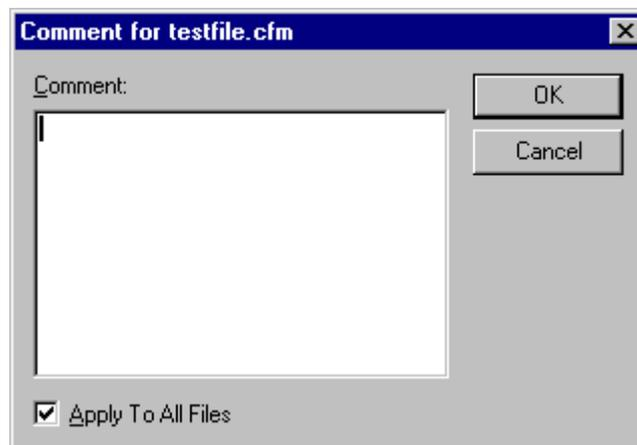 Comment for testfile.cfm
Comment:
OK
Cancel
Apply To All Files